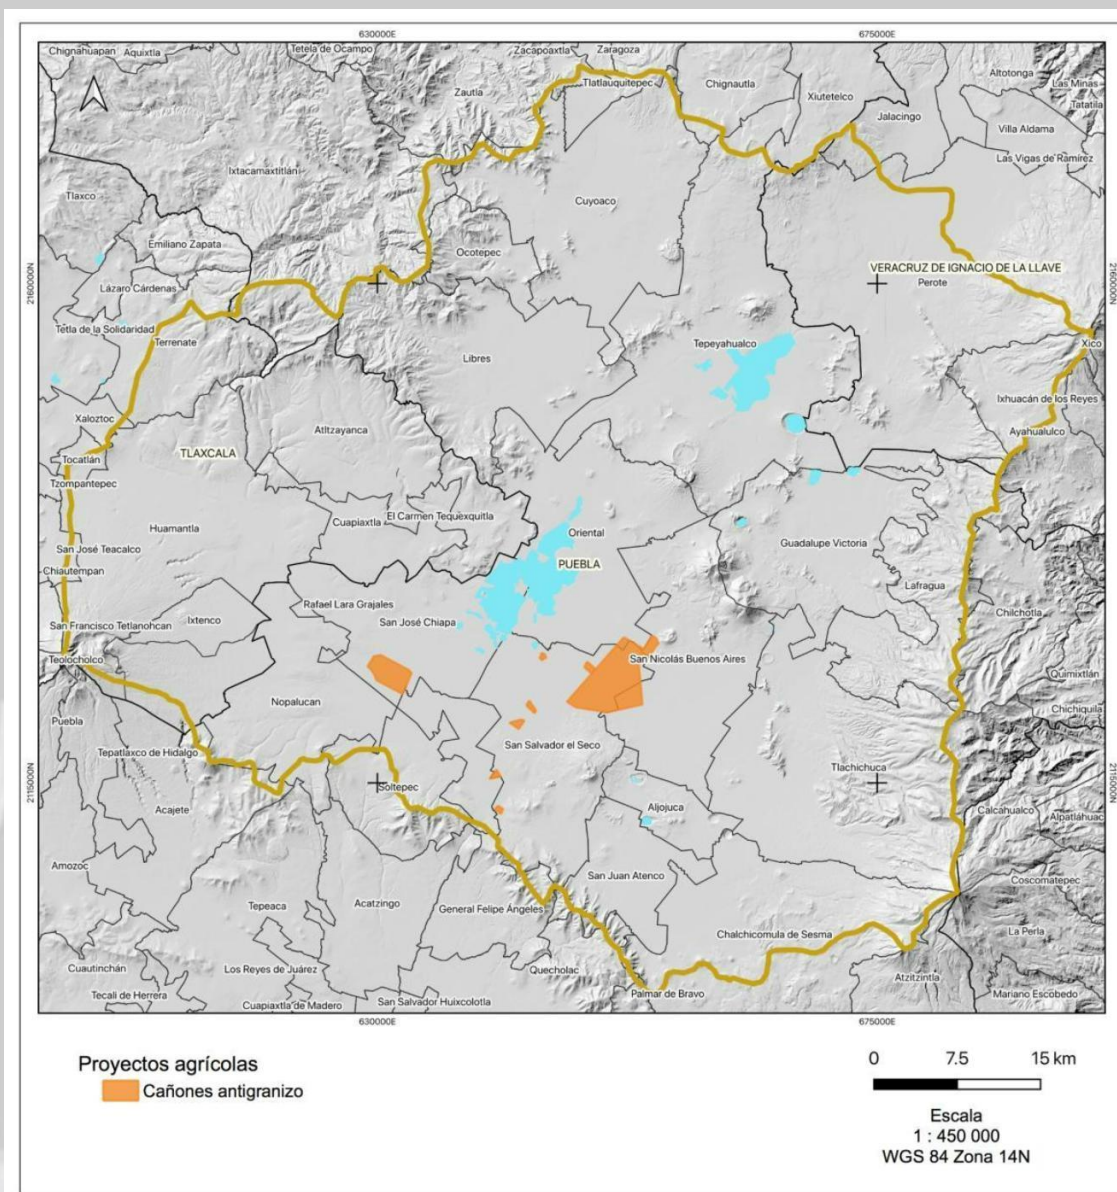 630000E
675000E
Chignahuapan
Aquixtla
Tetela de Ocampo
Zacapoaxtla
Zaragoza
Tlatlauquitepec
Chignautla
Xiutetelco
Altotonga
Las Minas
Tatatila
Zautla
Jalacingo
Villa Aldama
Las Vigas de Ramírez
Ixtacamaxtitlán
Tlaxco
Cuyoaco
Emiliano Zapata
Ocotepec
Lázaro Cárdenas
VERACRUZ DE IGNACIO DE LA LLAVE
Perote
2160000N
2160000N
Tetla de la Solidaridad
Terrenate
Tepeyahualco
Xico
Libres
Ixhuacán de los Reyes
Xaloztoc
Atltzayanca
Ayahualulco
TLAXCALA
Tocatlán
Tzompantepec
El Carmen Tequexquitla
Cuapiaxtla
Huamantla
Oriental
Guadalupe Victoria
San José Teacalco
PUEBLA
Chiautempan
Lafragua
Rafael Lara Grajales
Chilchotla
Ixtenco
San José Chiapa
San Francisco Tetlanohcan
Teolocholco
San Nicolás Buenos Aires
Quimixtlán
Nopalucan
Chichiquila
Puebla
San Salvador el Seco
Tepatlaxco de Hidalgo
Tlachichuca
2115000N
2115000N
Soltepec
Acajete
Aljojuca
Calcahualco
Alpatláhuac
Amozoc
San Juan Atenco
Coscomatepec
Tepeaca
Acatzingo
General Felipe Ángeles
Chalchicomula de Sesma
La Perla
Cuautinchán
Los Reyes de Juárez
Quecholac
Atzitzintla
Tecali de Herrera
Cuapiaxtla de Madero
San Salvador Huixcolotla
Palmar de Bravo
Mariano Escobedo
630000E
675000E
Proyectos agrícolas
Cañones antigranizo
0 7.5 15 km
Escala
1 : 450 000
WGS 84 Zona 14N